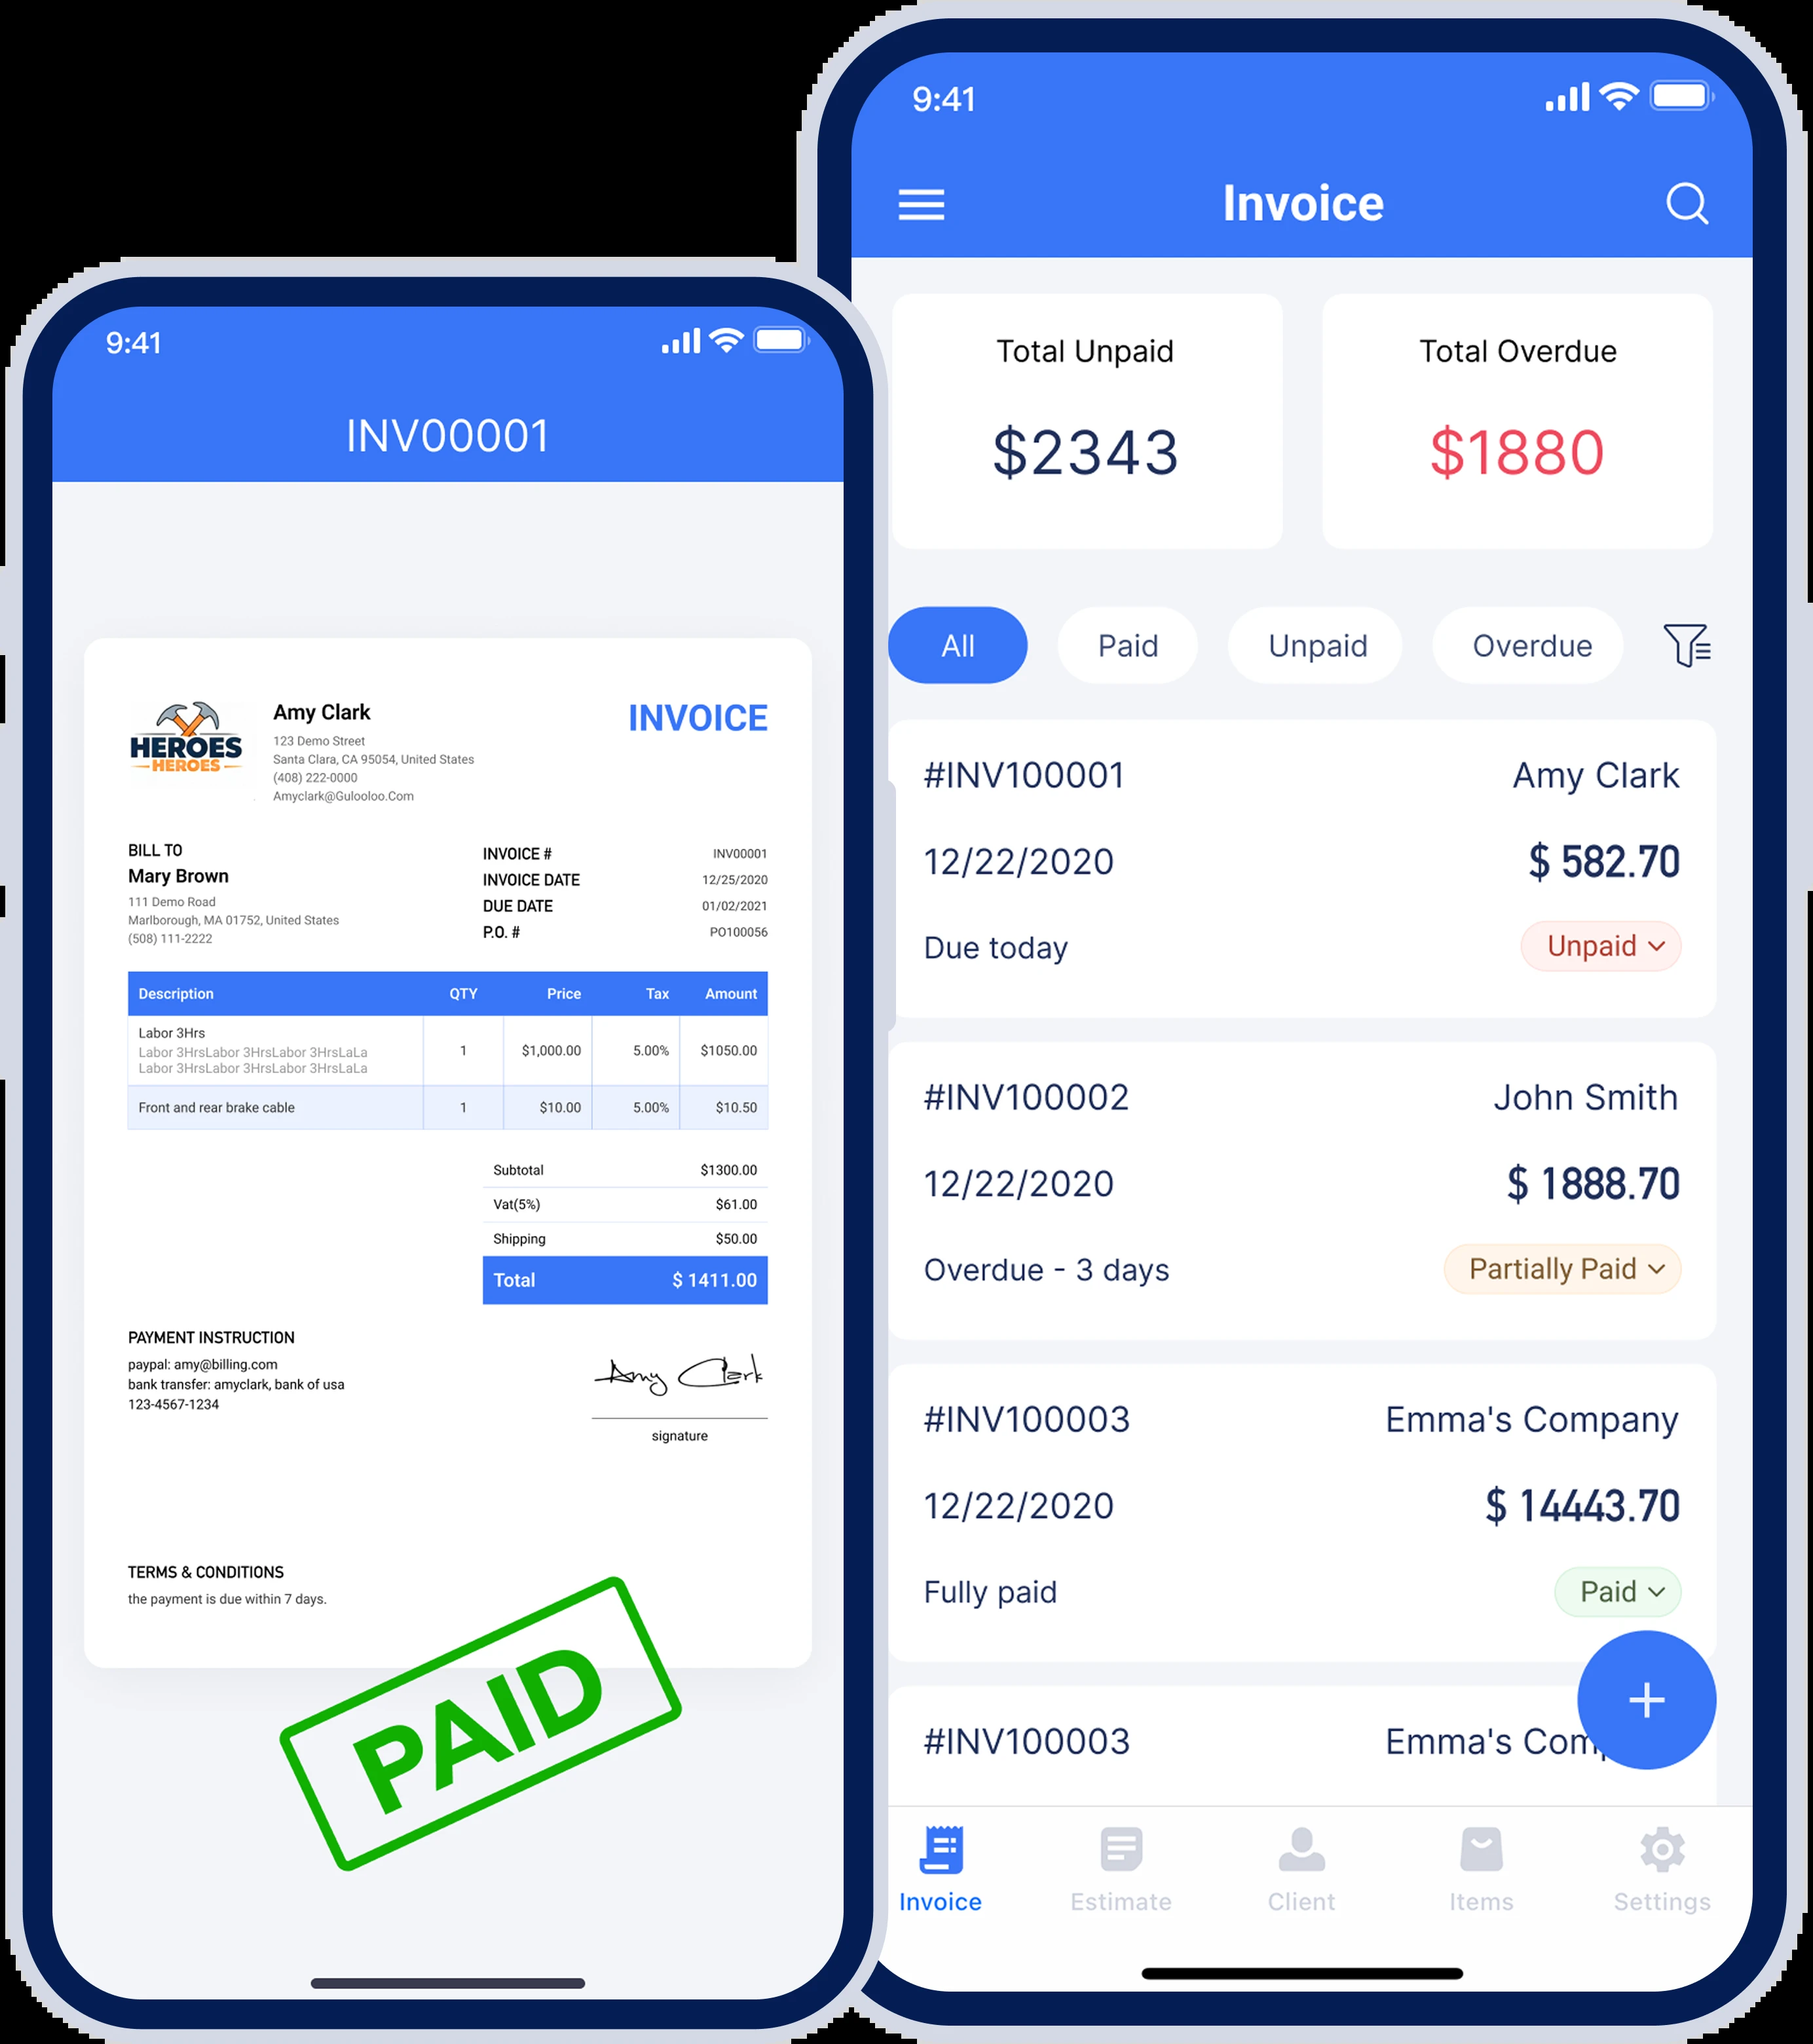 9:41
INV00001
HEROES
HEROES
Amy Clark
123 Demo Street
Santa Clara, CA 95054, United States
(408) 222-0000
Amyclark@Gulooloo.Com
INVOICE
BILL TO
Mary Brown
111 Demo Road
Marlborough, MA 01752, United States
(508) 111-2222
INVOICE # INV00001
INVOICE DATE 12/25/2020
DUE DATE 01/02/2021
P.O. # PO100056
Description QTY Price Tax Amount
Labor 3Hrs
Labor 3HrsLabor 3HrsLabor 3HrsLaLa
Labor 3HrsLabor 3HrsLabor 3HrsLaLa
1 $1,000.00 5.00% $1050.00
Front and rear brake cable 1 $10.00 5.00% $10.50
Subtotal $1300.00
Vat(5%) $61.00
Shipping $50.00
Total $ 1411.00
PAYMENT INSTRUCTION
paypal: amy@billing.com
bank transfer: amyclark, bank of usa
123-4567-1234
Amy Clark
signature
TERMS & CONDITIONS
the payment is due within 7 days.
PAID
9:41
Invoice
Total Unpaid
$2343
Total Overdue
$1880
All Paid Unpaid Overdue
#INV100001 Amy Clark
12/22/2020 $ 582.70
Due today Unpaid
#INV100002 John Smith
12/22/2020 $ 1888.70
Overdue - 3 days Partially Paid
#INV100003 Emma's Company
12/22/2020 $ 14443.70
Fully paid Paid
#INV100003 Emma's Com
Invoice Estimate Client Items Settings